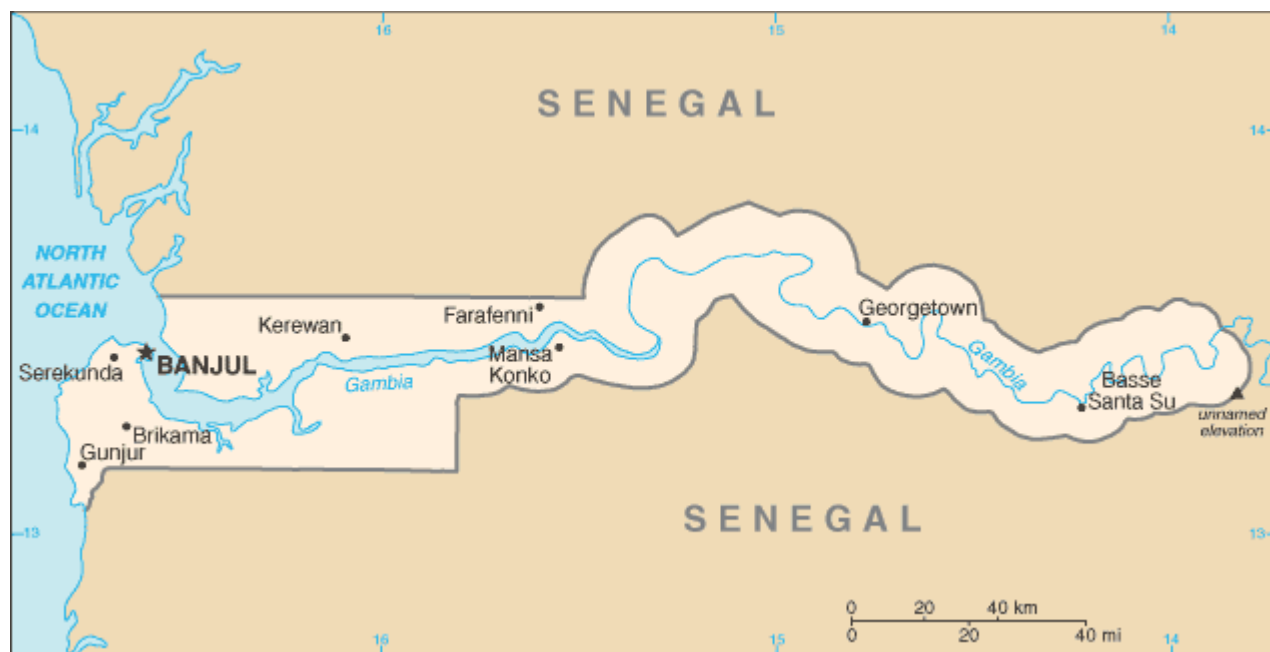 16
15
14
SENEGAL
14
14
NORTH
ATLANTIC
OCEAN
Georgetown
Farafenni
Kerewan
BANJUL
Mansa
Konko
Serekunda
Gambia
Gambia
Basse
Santa Su
unnamed
elevation
Brikama
Gunjur
SENEGAL
13
13
0 20 40 km
0 20 40 mi
16
15
14